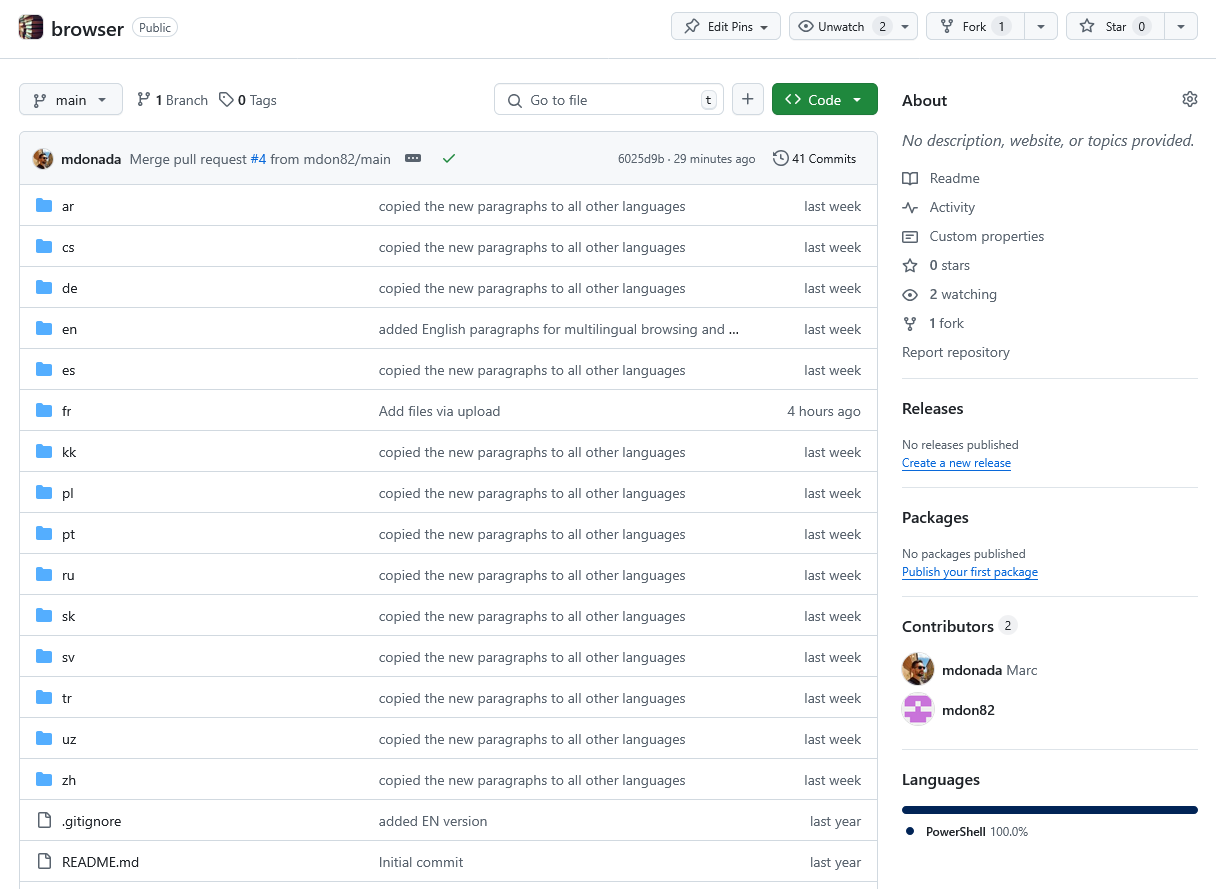 browser Public Edit Pins Unwatch 2 Fork 1 Star 0
main 1 Branch 0 Tags Go to file t + Code
mdonada Merge pull request #4 from mdon82/main 6025d9b · 29 minutes ago 41 Commits
ar copied the new paragraphs to all other languages last week
cs copied the new paragraphs to all other languages last week
de copied the new paragraphs to all other languages last week
en added English paragraphs for multilingual browsing and ... last week
es copied the new paragraphs to all other languages last week
fr Add files via upload 4 hours ago
kk copied the new paragraphs to all other languages last week
pl copied the new paragraphs to all other languages last week
pt copied the new paragraphs to all other languages last week
ru copied the new paragraphs to all other languages last week
sk copied the new paragraphs to all other languages last week
sv copied the new paragraphs to all other languages last week
tr copied the new paragraphs to all other languages last week
uz copied the new paragraphs to all other languages last week
zh copied the new paragraphs to all other languages last week
.gitignore added EN version last year
README.md Initial commit last year
About
No description, website, or topics provided.
Readme
Activity
Custom properties
0 stars
2 watching
1 fork
Report repository
Releases
No releases published
Create a new release
Packages
No packages published
Publish your first package
Contributors 2
mdonada Marc
mdon82
Languages
PowerShell 100.0%